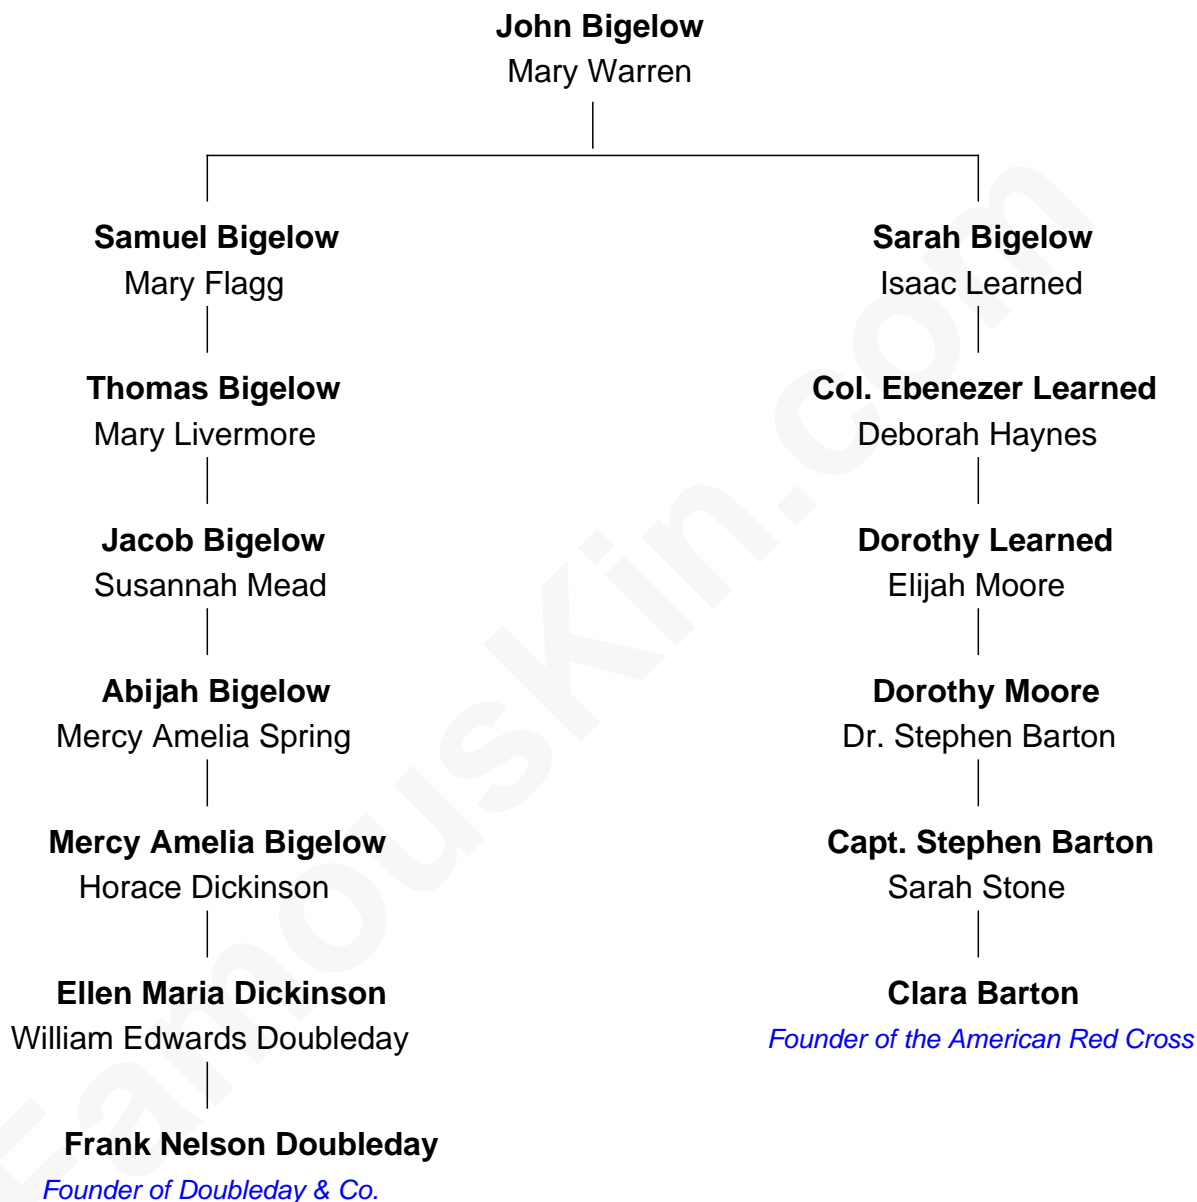 John Bigelow
Mary Warren
Samuel Bigelow
Mary Flagg
Sarah Bigelow
Isaac Learned
Thomas Bigelow
Mary Livermore
Col. Ebenezer Learned
Deborah Haynes
Jacob Bigelow
Susannah Mead
Dorothy Learned
Elijah Moore
Abijah Bigelow
Mercy Amelia Spring
Dorothy Moore
Dr. Stephen Barton
Mercy Amelia Bigelow
Horace Dickinson
Capt. Stephen Barton
Sarah Stone
Ellen Maria Dickinson
William Edwards Doubleday
Clara Barton
Founder of the American Red Cross
Frank Nelson Doubleday
Founder of Doubleday & Co.
FamousKin.com